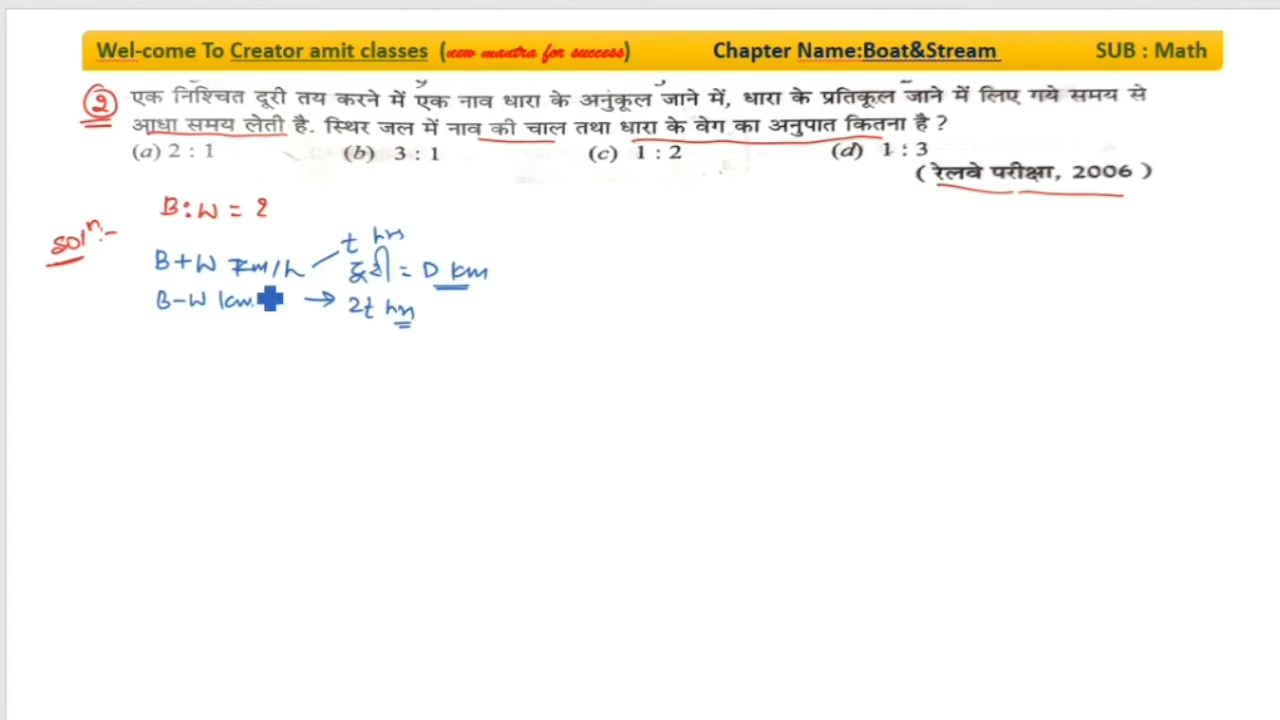 Wel-come To Creator amit classes (new mantra for success) Chapter Name:Boat&Stream SUB : Math
2 एक निश्चित दूरी तय करने में एक नाव धारा के अनुंकूल जाने में, धारा के प्रतिकूल जाने में लिए गये समय से
आधा समय लेती है. स्थिर जल में नाव की चाल तथा धारा के वेग का अनुपात कितना है ?
(a) 2 : 1 (b) 3 : 1 (c) 1 : 2 (d) 1 : 3
( रेलवे परीक्षा, 2006 )
B:W = 2
Solⁿ:-
t hrs
B+W km/h दूरी = D km
B-W km → 2t hrs